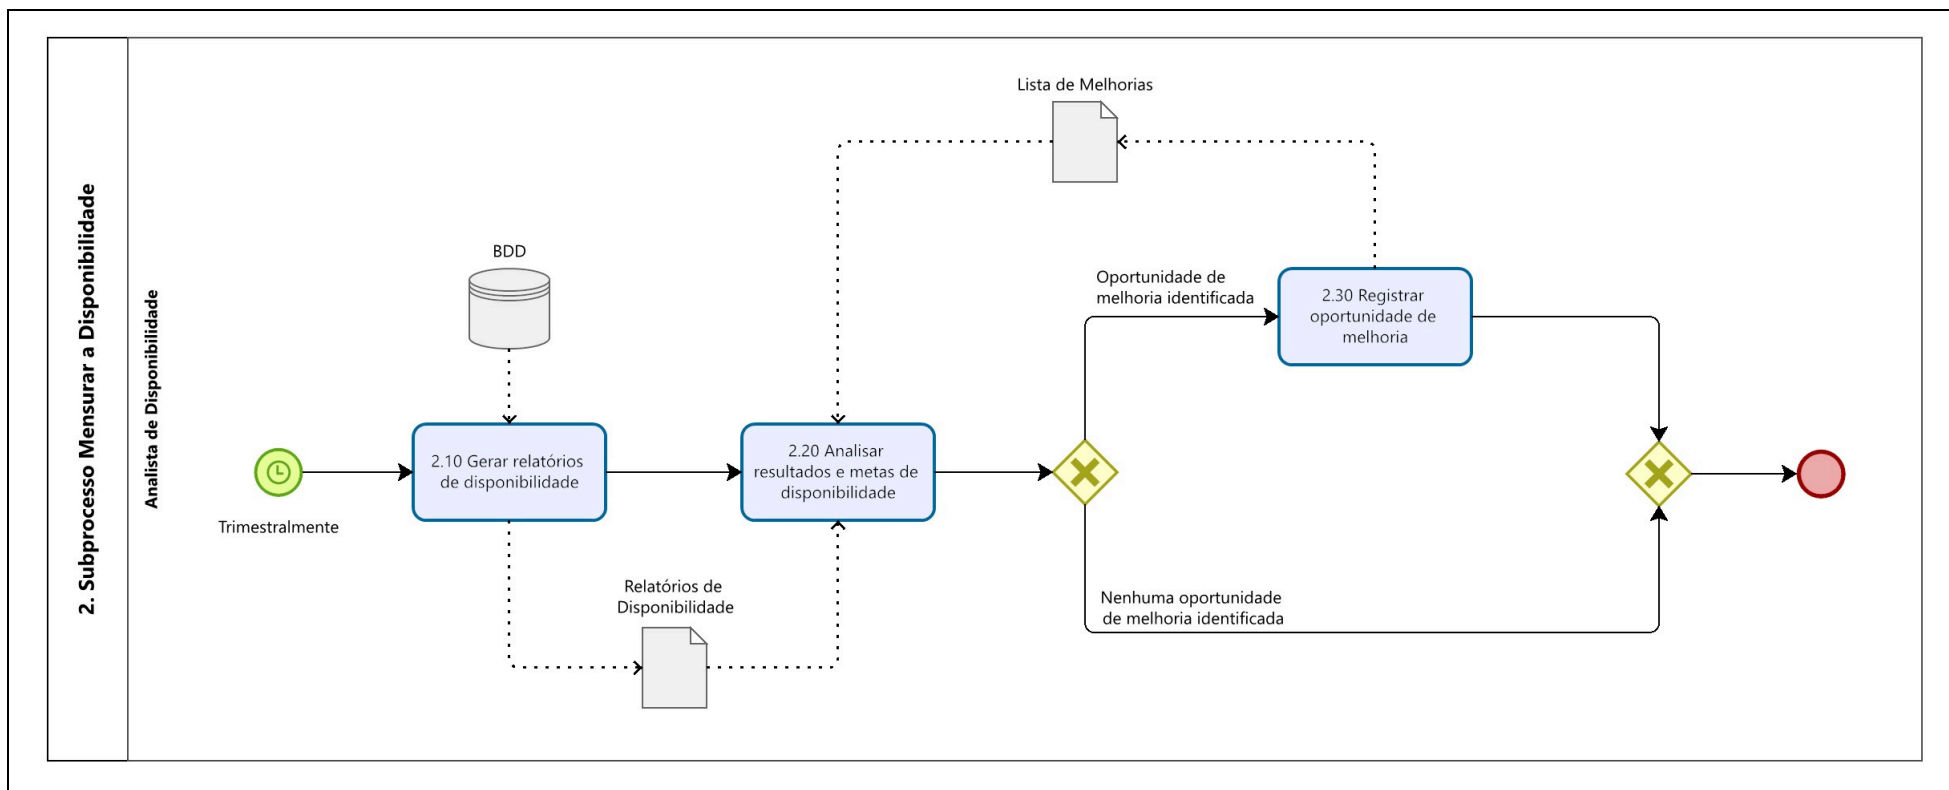 2. Subprocesso Mensurar a Disponibilidade
Analista de Disponibilidade
Trimestralmente
BDD
2.10 Gerar relatórios
de disponibilidade
Relatórios de
Disponibilidade
2.20 Analisar
resultados e metas de
disponibilidade
Lista de Melhorias
Oportunidade de
melhoria identificada
2.30 Registrar
oportunidade de
melhoria
Nenhuma oportunidade
de melhoria identificada